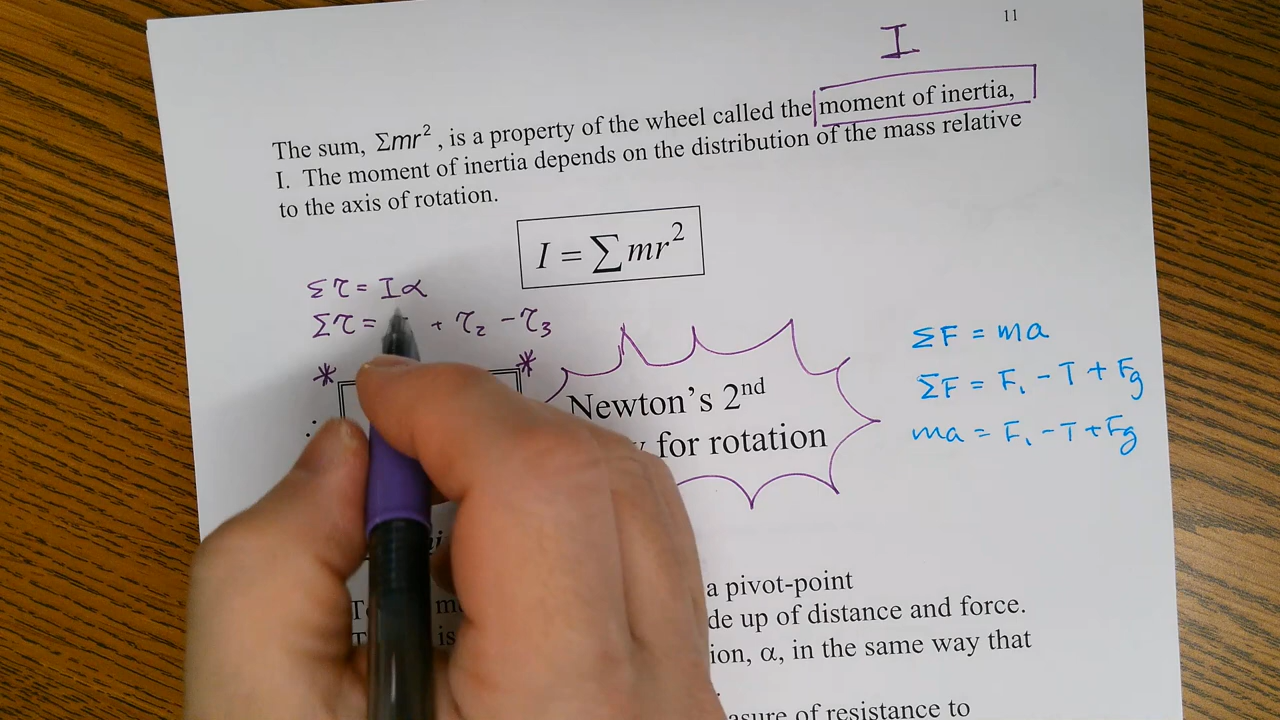 11
I
The sum, Σmr², is a property of the wheel called the moment of inertia,
I. The moment of inertia depends on the distribution of the mass relative
to the axis of rotation.
I = ∑mr²
Στ = Iα
Στ = + τ₂ - τ₃
* *
Newton's 2nd
for rotation
ΣF = ma
ΣF = F₁ - T + Fg
ma = F₁ - T + Fg
a pivot-point
de up of distance and force.
ion, α, in the same way that
asure of resistance to